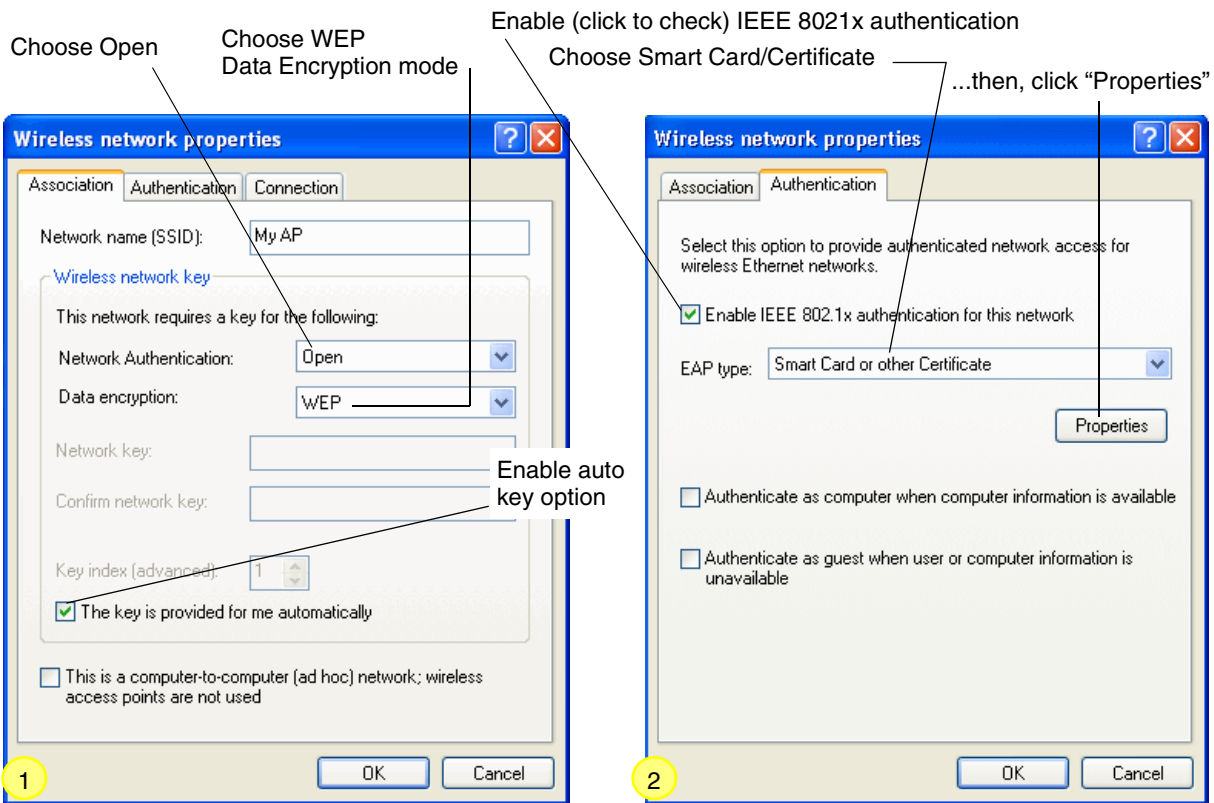 Enable (click to check) IEEE 8021x authentication
Choose Open
Choose WEP
Data Encryption mode
Choose Smart Card/Certificate
...then, click “Properties”
Wireless network properties
Association
Authentication
Connection
Network name (SSID):
My AP
Wireless network key
This network requires a key for the following:
Network Authentication:
Open
Data encryption:
WEP
Network key:
Enable auto
key option
Confirm network key:
Key index (advanced):
1
The key is provided for me automatically
This is a computer-to-computer (ad hoc) network; wireless
access points are not used
1
OK
Cancel
Wireless network properties
Association
Authentication
Select this option to provide authenticated network access for
wireless Ethernet networks.
Enable IEEE 802.1x authentication for this network
EAP type:
Smart Card or other Certificate
Properties
Authenticate as computer when computer information is available
Authenticate as guest when user or computer information is
unavailable
2
OK
Cancel